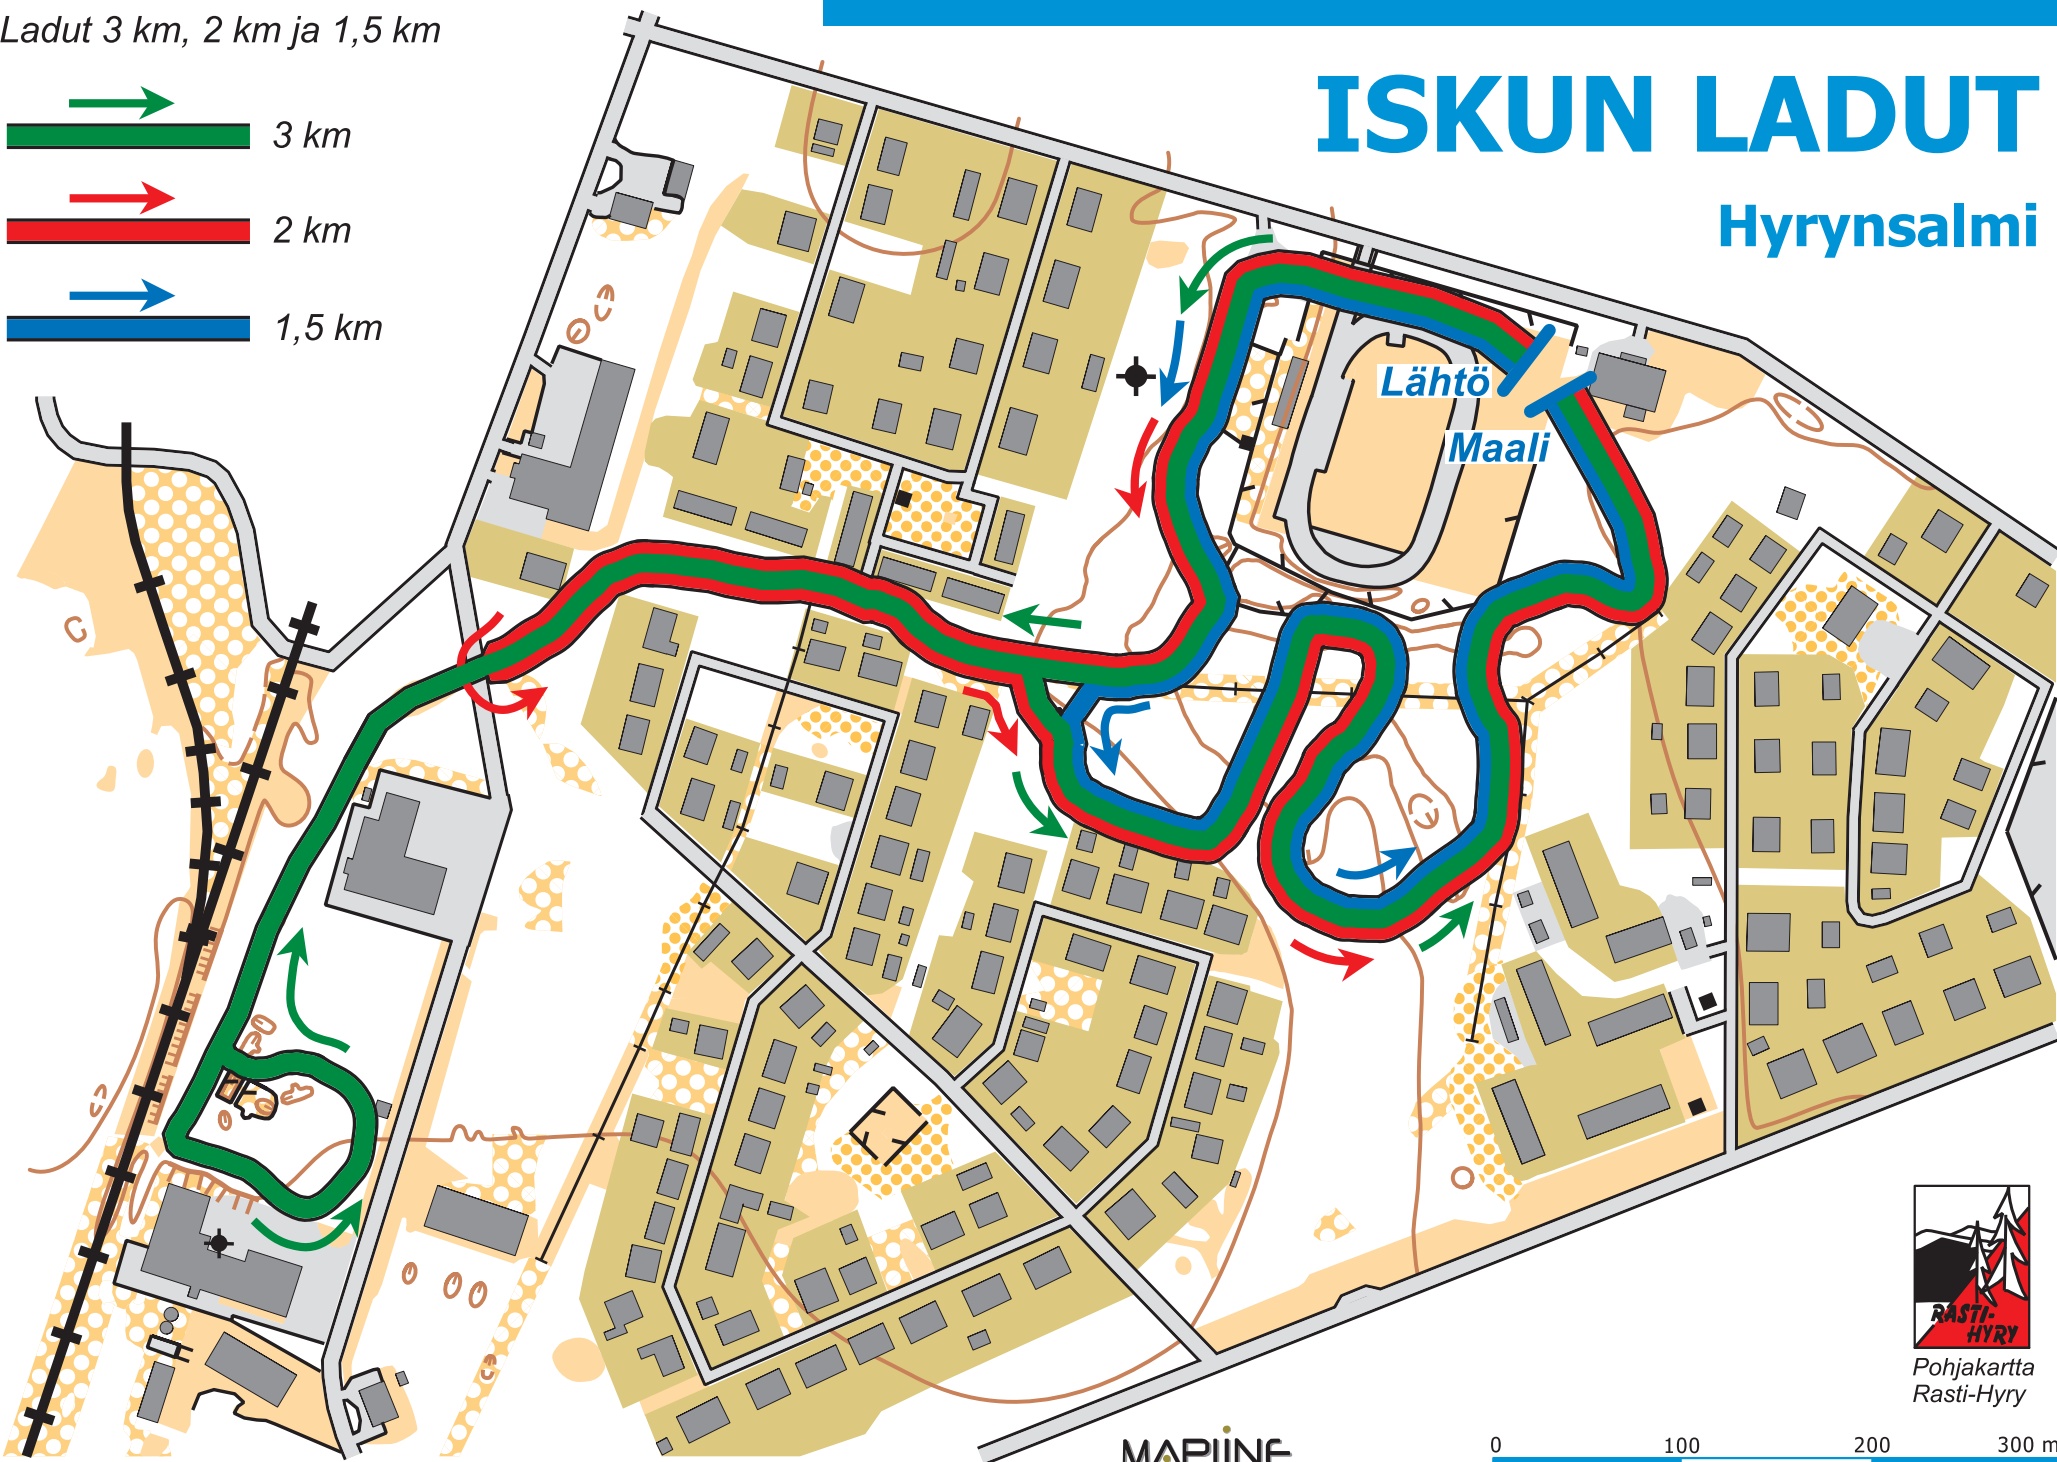 Ladut 3 km, 2 km ja 1,5 km
3 km
2 km
1,5 km
ISKUN LADUT
Hyrynsalmi
Lähtö
Maali
RASTI-
HYRY
Pohjakartta
Rasti-Hyry
MAPLINE
0 100 200 300 m